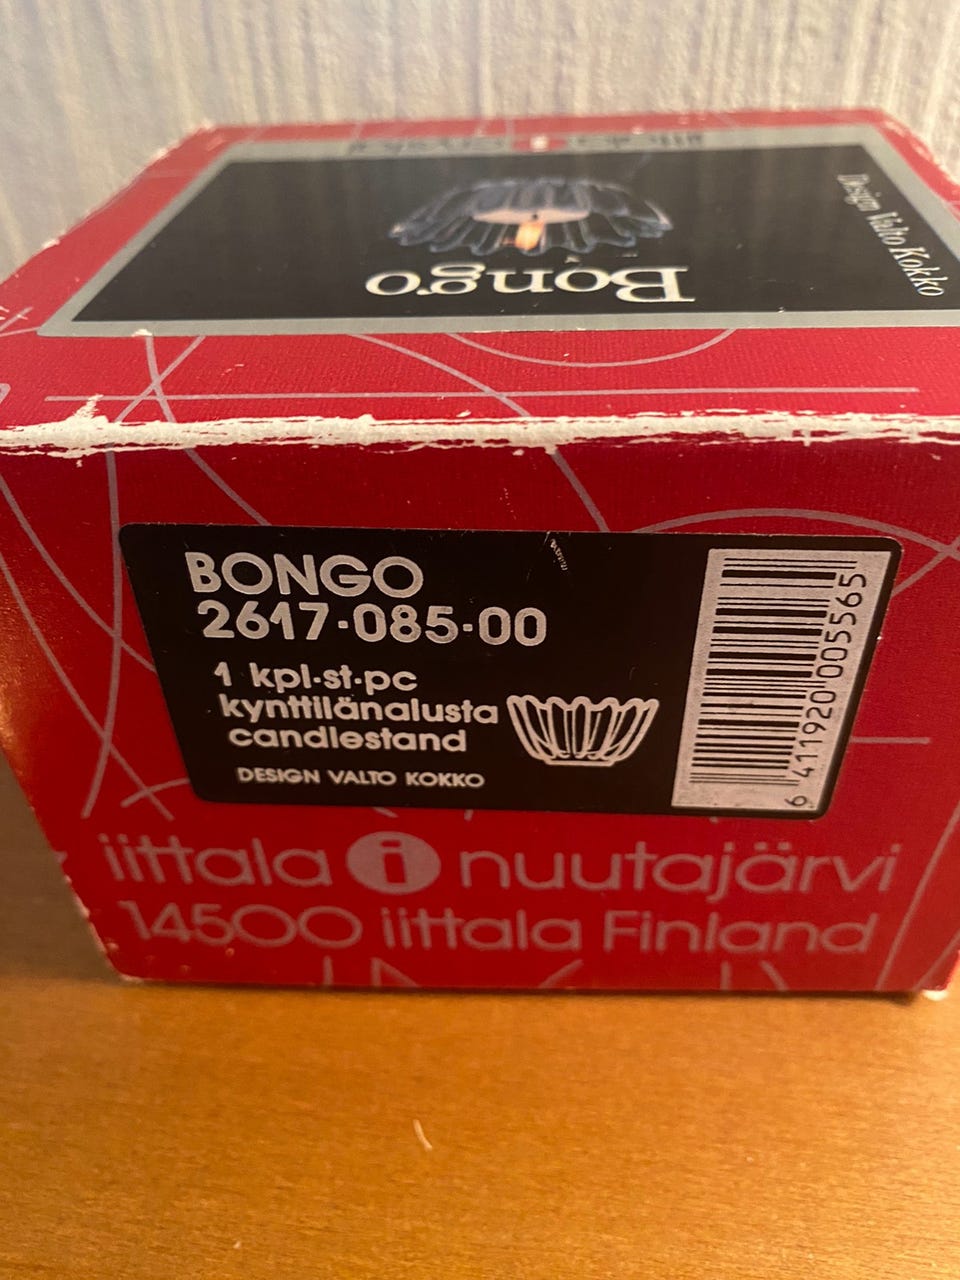 Design Valto Kokko
Bongo
BONGO
2617-085-00
1 kpl·st·pc
kynttilänalusta
candlestand
DESIGN VALTO KOKKO
6 411920 005565
iittala i nuutajärvi
14500 iittala Finland